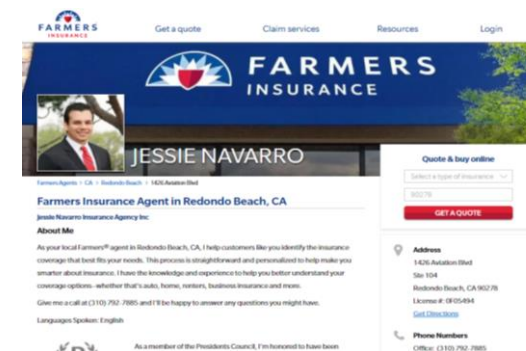 FARMERS
INSURANCE
Get a quote
Claim services
Resources
Login
FARMERS
INSURANCE
JESSIE NAVARRO
Farmers Agents > CA > Redondo Beach > 1426 Aviation Blvd
Farmers Insurance Agent in Redondo Beach, CA
Jessie Navarro Insurance Agency Inc
About Me
As your local Farmers® agent in Redondo Beach, CA, I help customers like you identify the insurance
coverage that best fits your needs. This process is straightforward and personalized to help make you
smarter about insurance. I have the knowledge and experience to help you better understand your
coverage options--whether that's auto, home, renters, business insurance and more.
Give me a call at (310) 792-7885 and I'll be happy to answer any questions you might have.
Languages Spoken: English
As a member of the Presidents Council, I'm honored to have been
Quote & buy online
Select a type of insurance
90278
GET A QUOTE
Address
1426 Aviation Blvd
Ste 104
Redondo Beach, CA 90278
License #: 0F05494
Get Directions
Phone Numbers
Office: (310) 792-7885